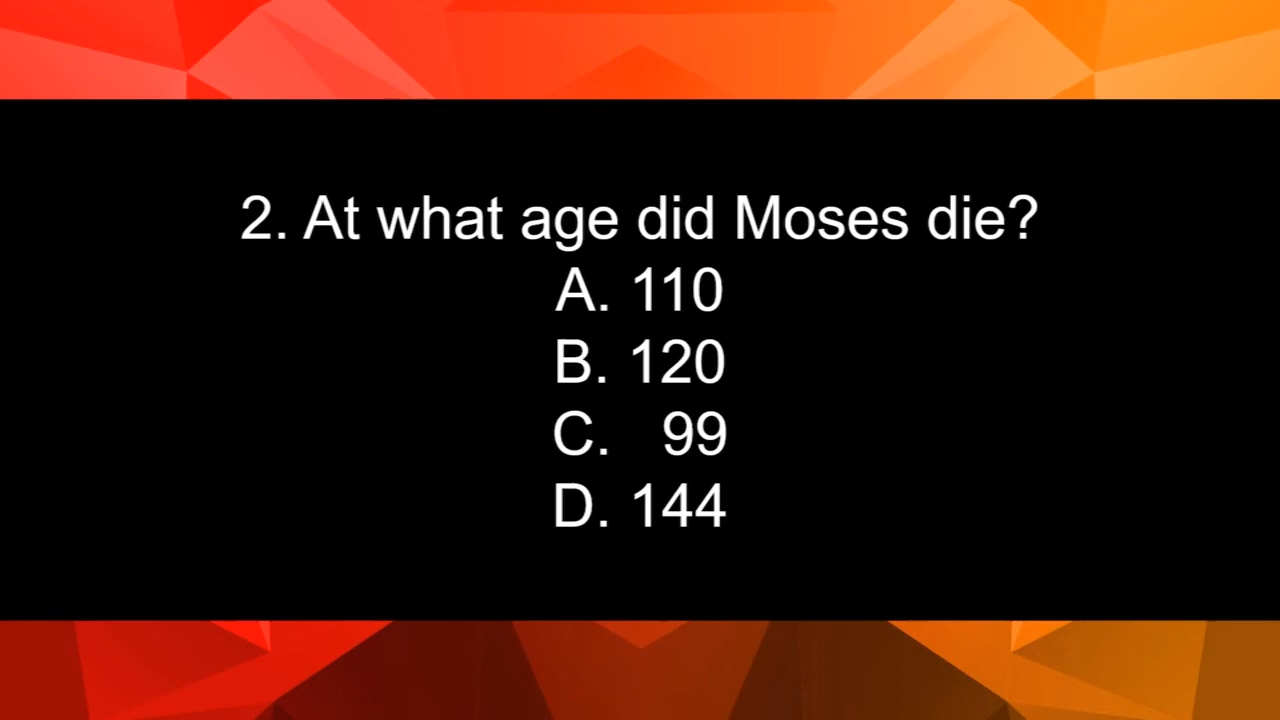 2. At what age did Moses die?
A. 110
B. 120
C. 99
D. 144